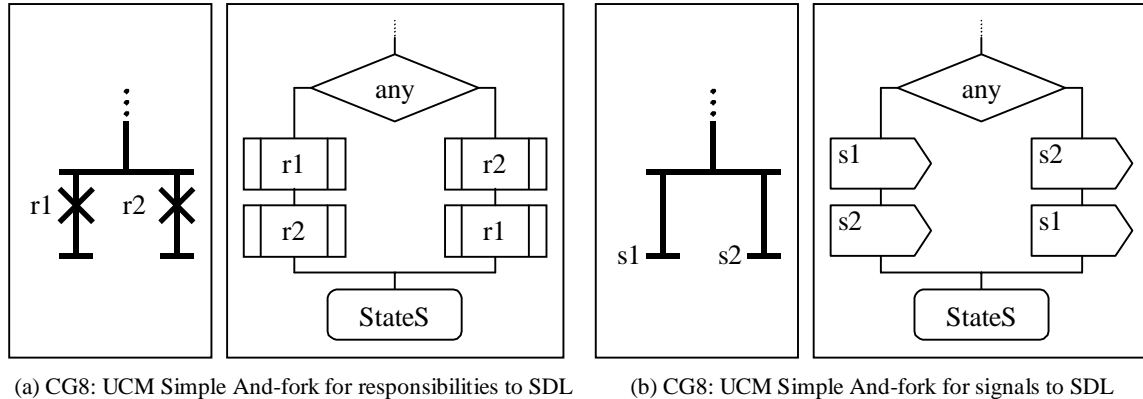 any
r1
r2
r2
r1
StateS
r1 r2
any
s1
s2
s2
s1
StateS
s1 s2
(a) CG8: UCM Simple And-fork for responsibilities to SDL
(b) CG8: UCM Simple And-fork for signals to SDL